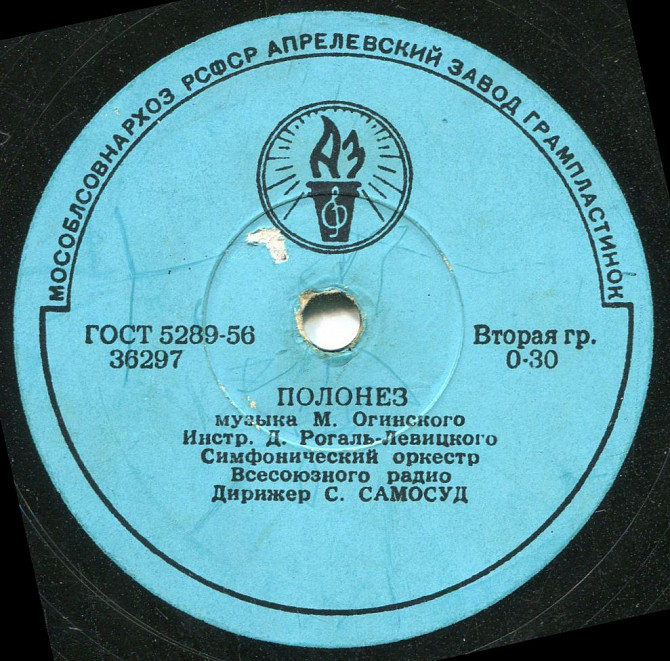 МОСОБЛСОВНАРХОЗ РСФСР АПРЕЛЕВСКИЙ ЗАВОД ГРАМПЛАСТИНОК
АЗ
ГОСТ 5289-56
36297
Вторая гр.
0-30
ПОЛОНЕЗ
музыка М. Огинского
Инстр. Д. Рогаль-Левицкого
Симфонический оркестр
Всесоюзного радио
Дирижер С. САМОСУД